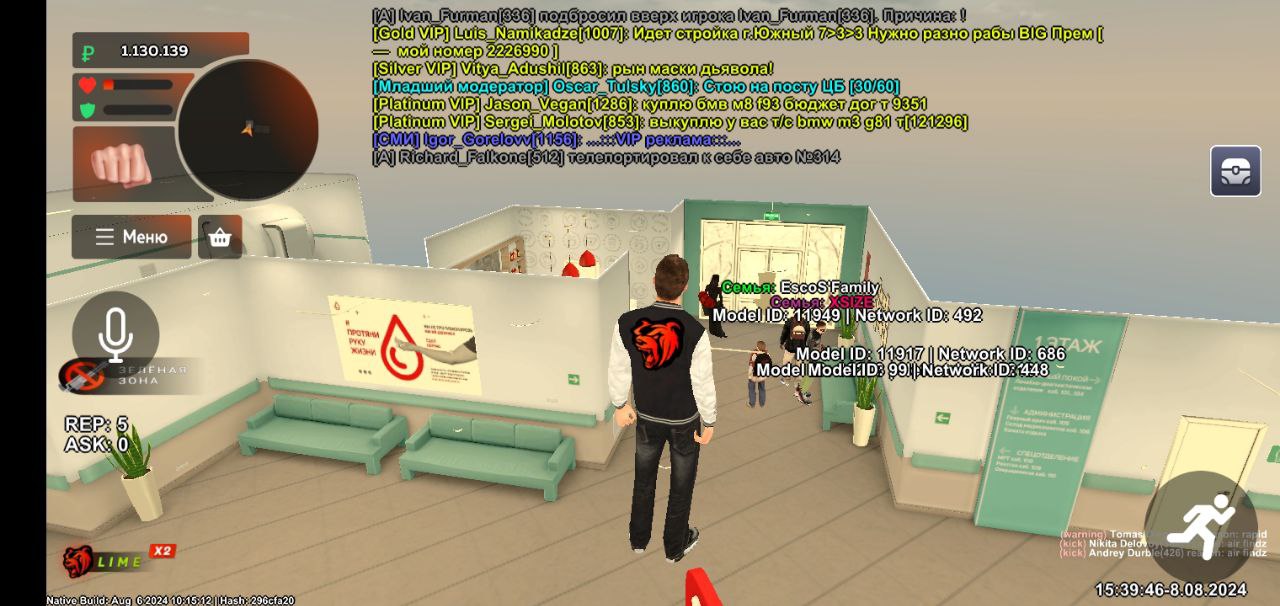 [A] Ivan_Furman[336] подбросил вверх игрока Ivan_Furman[336]. Причина: !
[Gold VIP] Luis_Namikadze[1007]: Идет стройка г.Южный 7>3>3 Нужно разно рабы BIG Прем [
— мой номер 2226990 ]
[Silver VIP] Vitya_Adushil[863]: рын маски дьявола!
[Младший модератор] Oscar_Tulsky[860]: Стою на посту ЦБ [30/60]
[Platinum VIP] Jason_Vegan[1286]: куплю бмв м8 f93 бюджет дог т 9351
[Platinum VIP] Sergei_Molotov[853]: выкуплю у вас т/с bmw m3 g81 т[121296]
[СМИ] Igor_Gorelovv[1156]: ...:::VIP реклама:::...
[A] Richard_Falkone[512] телепортировал к себе авто №314
₽ 1.130.139
Меню
ЗЕЛЁНАЯ
ЗОНА
REP: 5
ASK: 0
ПРОТЯНИ
РУКУ
ЖИЗНИ
Семья: EscoS'Family
Семья: XSIZE
Model ID: 11949 | Network ID: 492
Model ID: 11917 | Network ID: 686
Network ID: 448
1 ЭТАЖ
АДМИНИСТРАЦИЯ
СПЕЦОТДЕЛЕНИЕ
LIME X2
(warning) Tomas rapid
(kick) Nikita air findz
(kick) Andrey Durble(426) air findz
15:39:46-8.08.2024
Native Build: Aug 6 2024 10:15:12 | Hash: 296cfa20